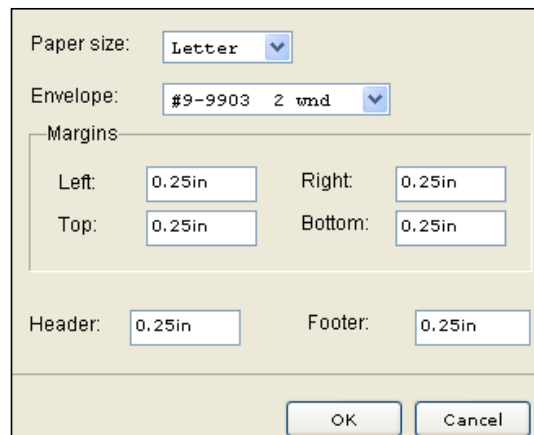 Paper size: Letter
Envelope: #9-9903 2 wnd
Margins
Left: 0.25in Right: 0.25in
Top: 0.25in Bottom: 0.25in
Header: 0.25in Footer: 0.25in
OK Cancel